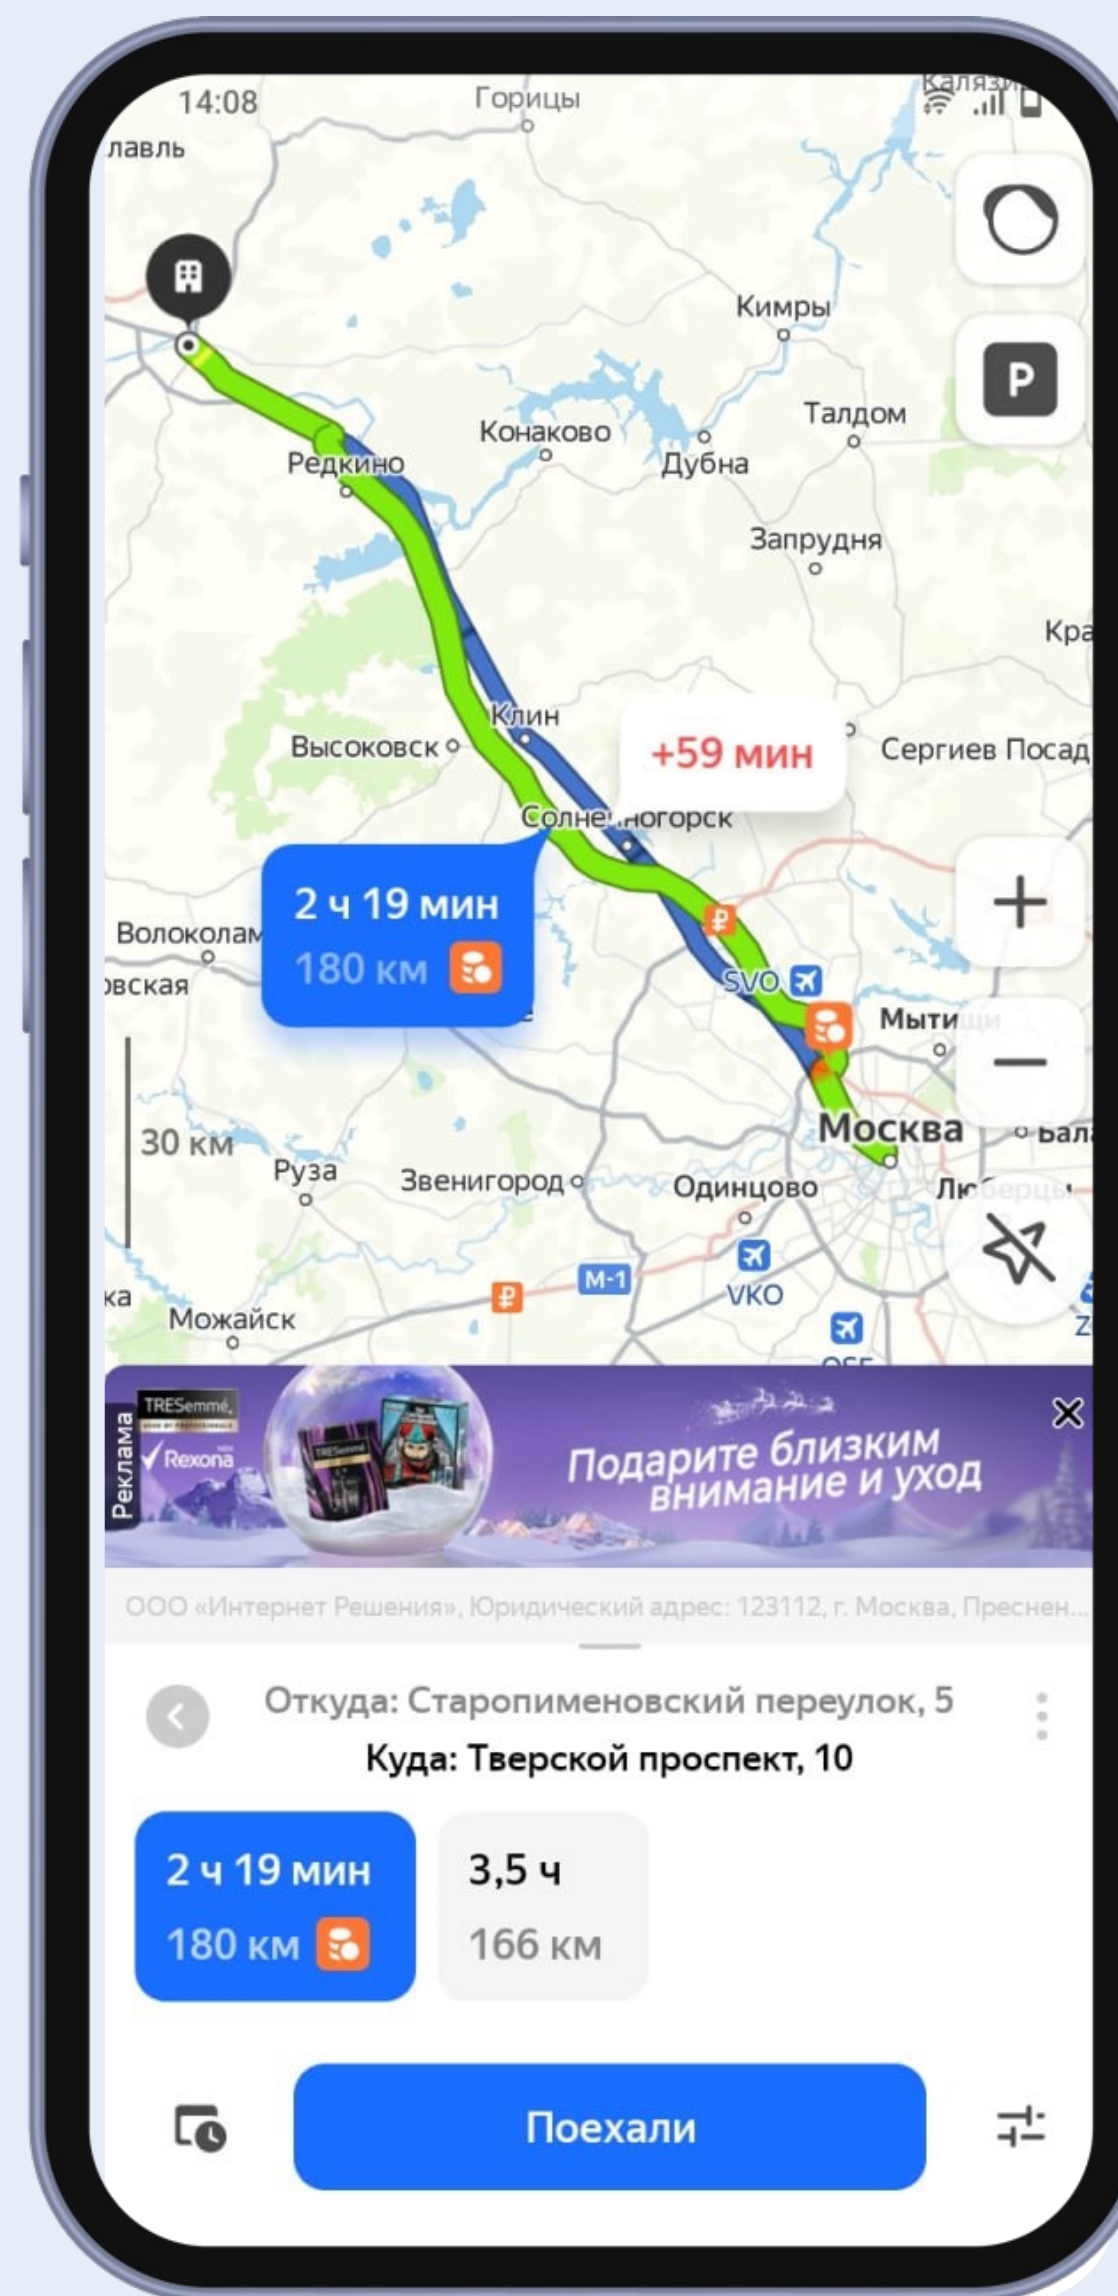 14:08
Горицы
лавль
Кимры
P
Талдом
Конаково
Дубна
Редкино
Запрудня
Кра
Клин
Высоковск
+59 мин
Сергиев Посад
2 ч 19 мин
180 км
Волоколам
SVO
Мыти
Москва
30 км
Руза
Звенигород
Одинцово
М-1
VKO
ка
Можайск
Реклама
TRESemmé
Rexona
Подарите близким
внимание и уход
ООО «Интернет Решения», Юридический адрес: 123112, г. Москва, Преснен...
Откуда: Старопименовский переулок, 5
Куда: Тверской проспект, 10
2 ч 19 мин
3,5 ч
180 км
166 км
Поехали